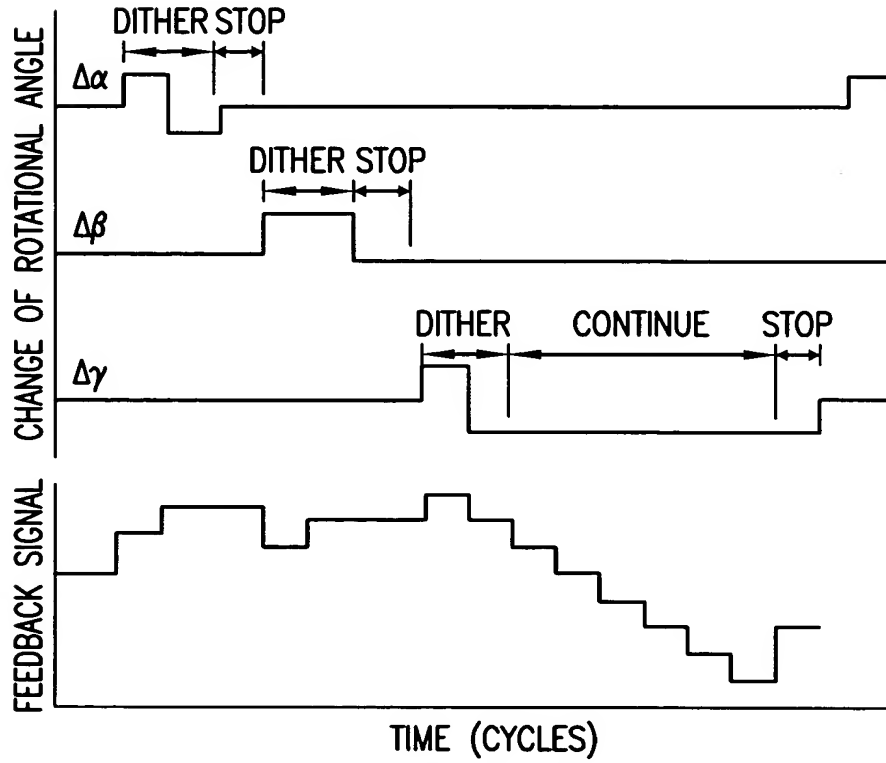 DITHER STOP
Δα
DITHER STOP
Δβ
DITHER CONTINUE STOP
Δγ
CHANGE OF ROTATIONAL ANGLE
FEEDBACK SIGNAL
TIME (CYCLES)